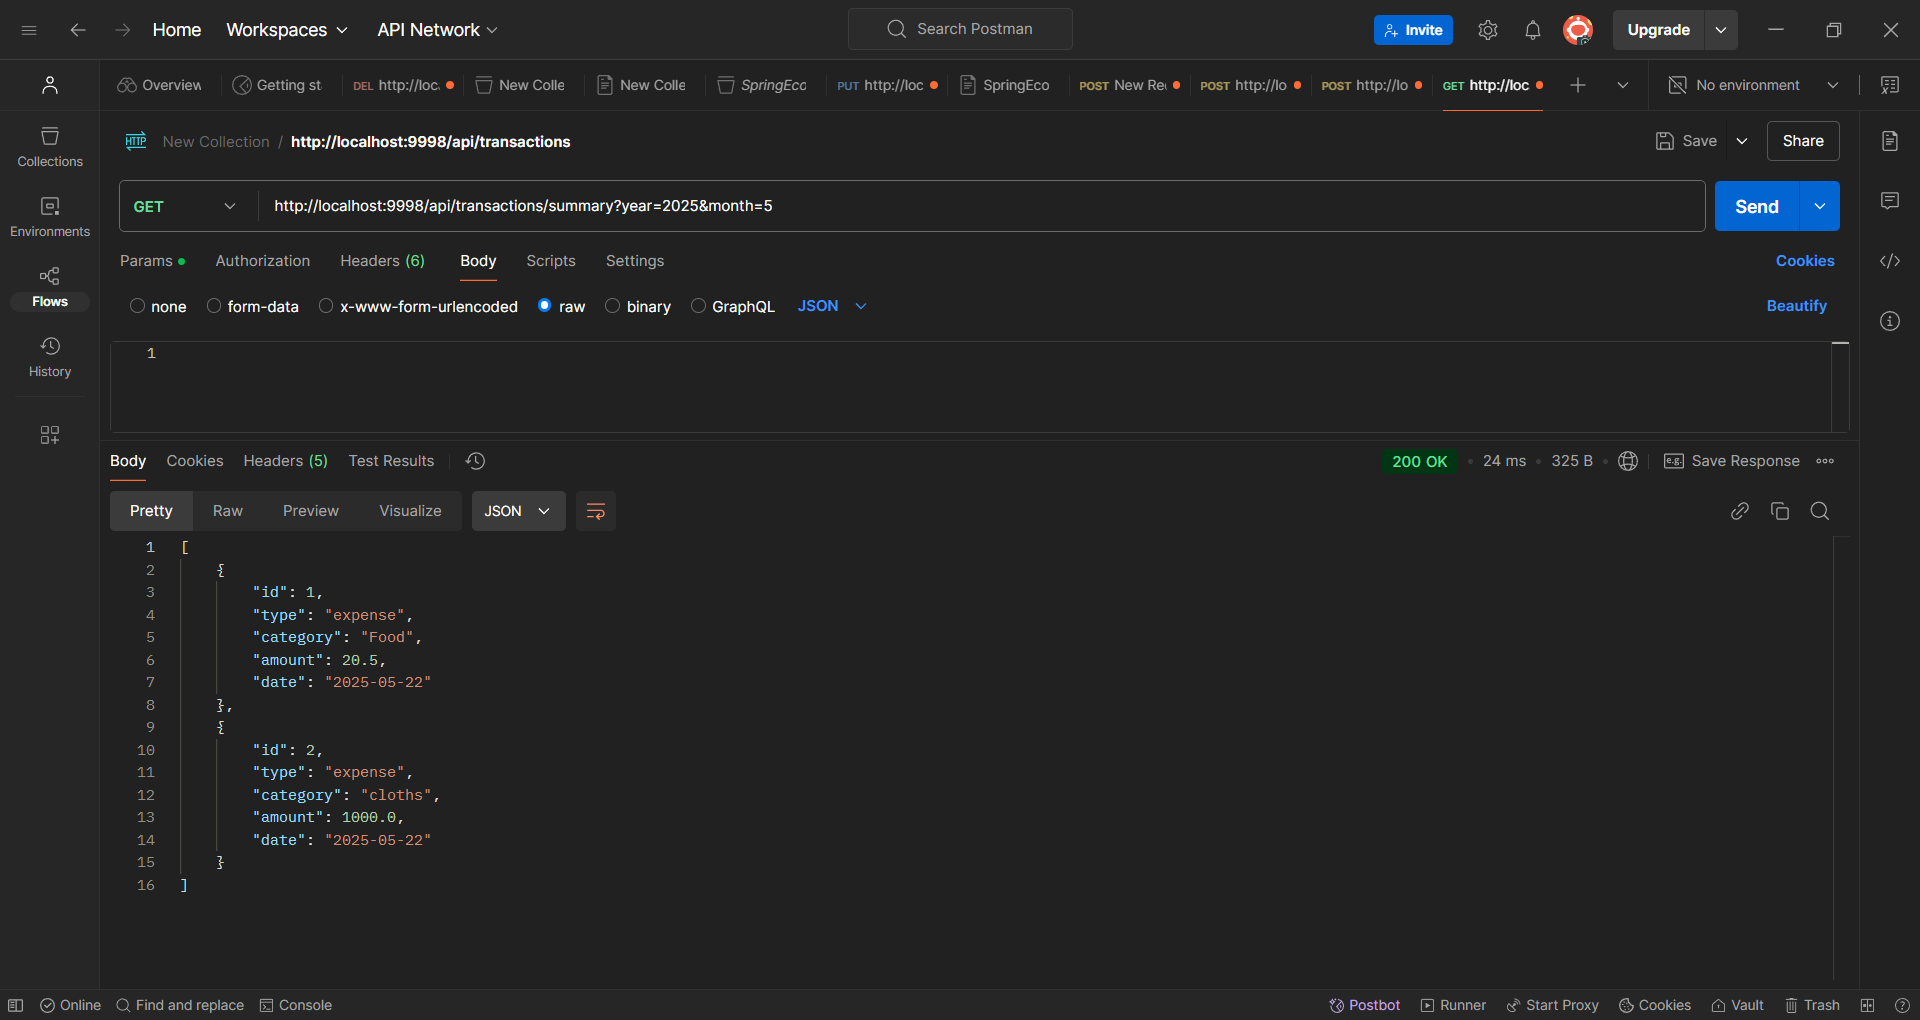 Home Workspaces API Network Search Postman Invite Upgrade
Overview Getting st DEL http://loc. New Colle New Colle SpringEco PUT http://loc SpringEco POST New Re POST http://lo POST http://lo GET http://loc No environment
HTTP New Collection / http://localhost:9998/api/transactions Save Share
Collections
Environments
Flows
History
GET http://localhost:9998/api/transactions/summary?year=2025&month=5 Send
Params Authorization Headers (6) Body Scripts Settings Cookies
none form-data x-www-form-urlencoded raw binary GraphQL JSON Beautify
1
Body Cookies Headers (5) Test Results 200 OK 24 ms 325 B e.g. Save Response
Pretty Raw Preview Visualize JSON
1 [
2 {
3 "id": 1,
4 "type": "expense",
5 "category": "Food",
6 "amount": 20.5,
7 "date": "2025-05-22"
8 },
9 {
10 "id": 2,
11 "type": "expense",
12 "category": "cloths",
13 "amount": 1000.0,
14 "date": "2025-05-22"
15 }
16 ]
Online Find and replace Console Postbot Runner Start Proxy Cookies Vault Trash